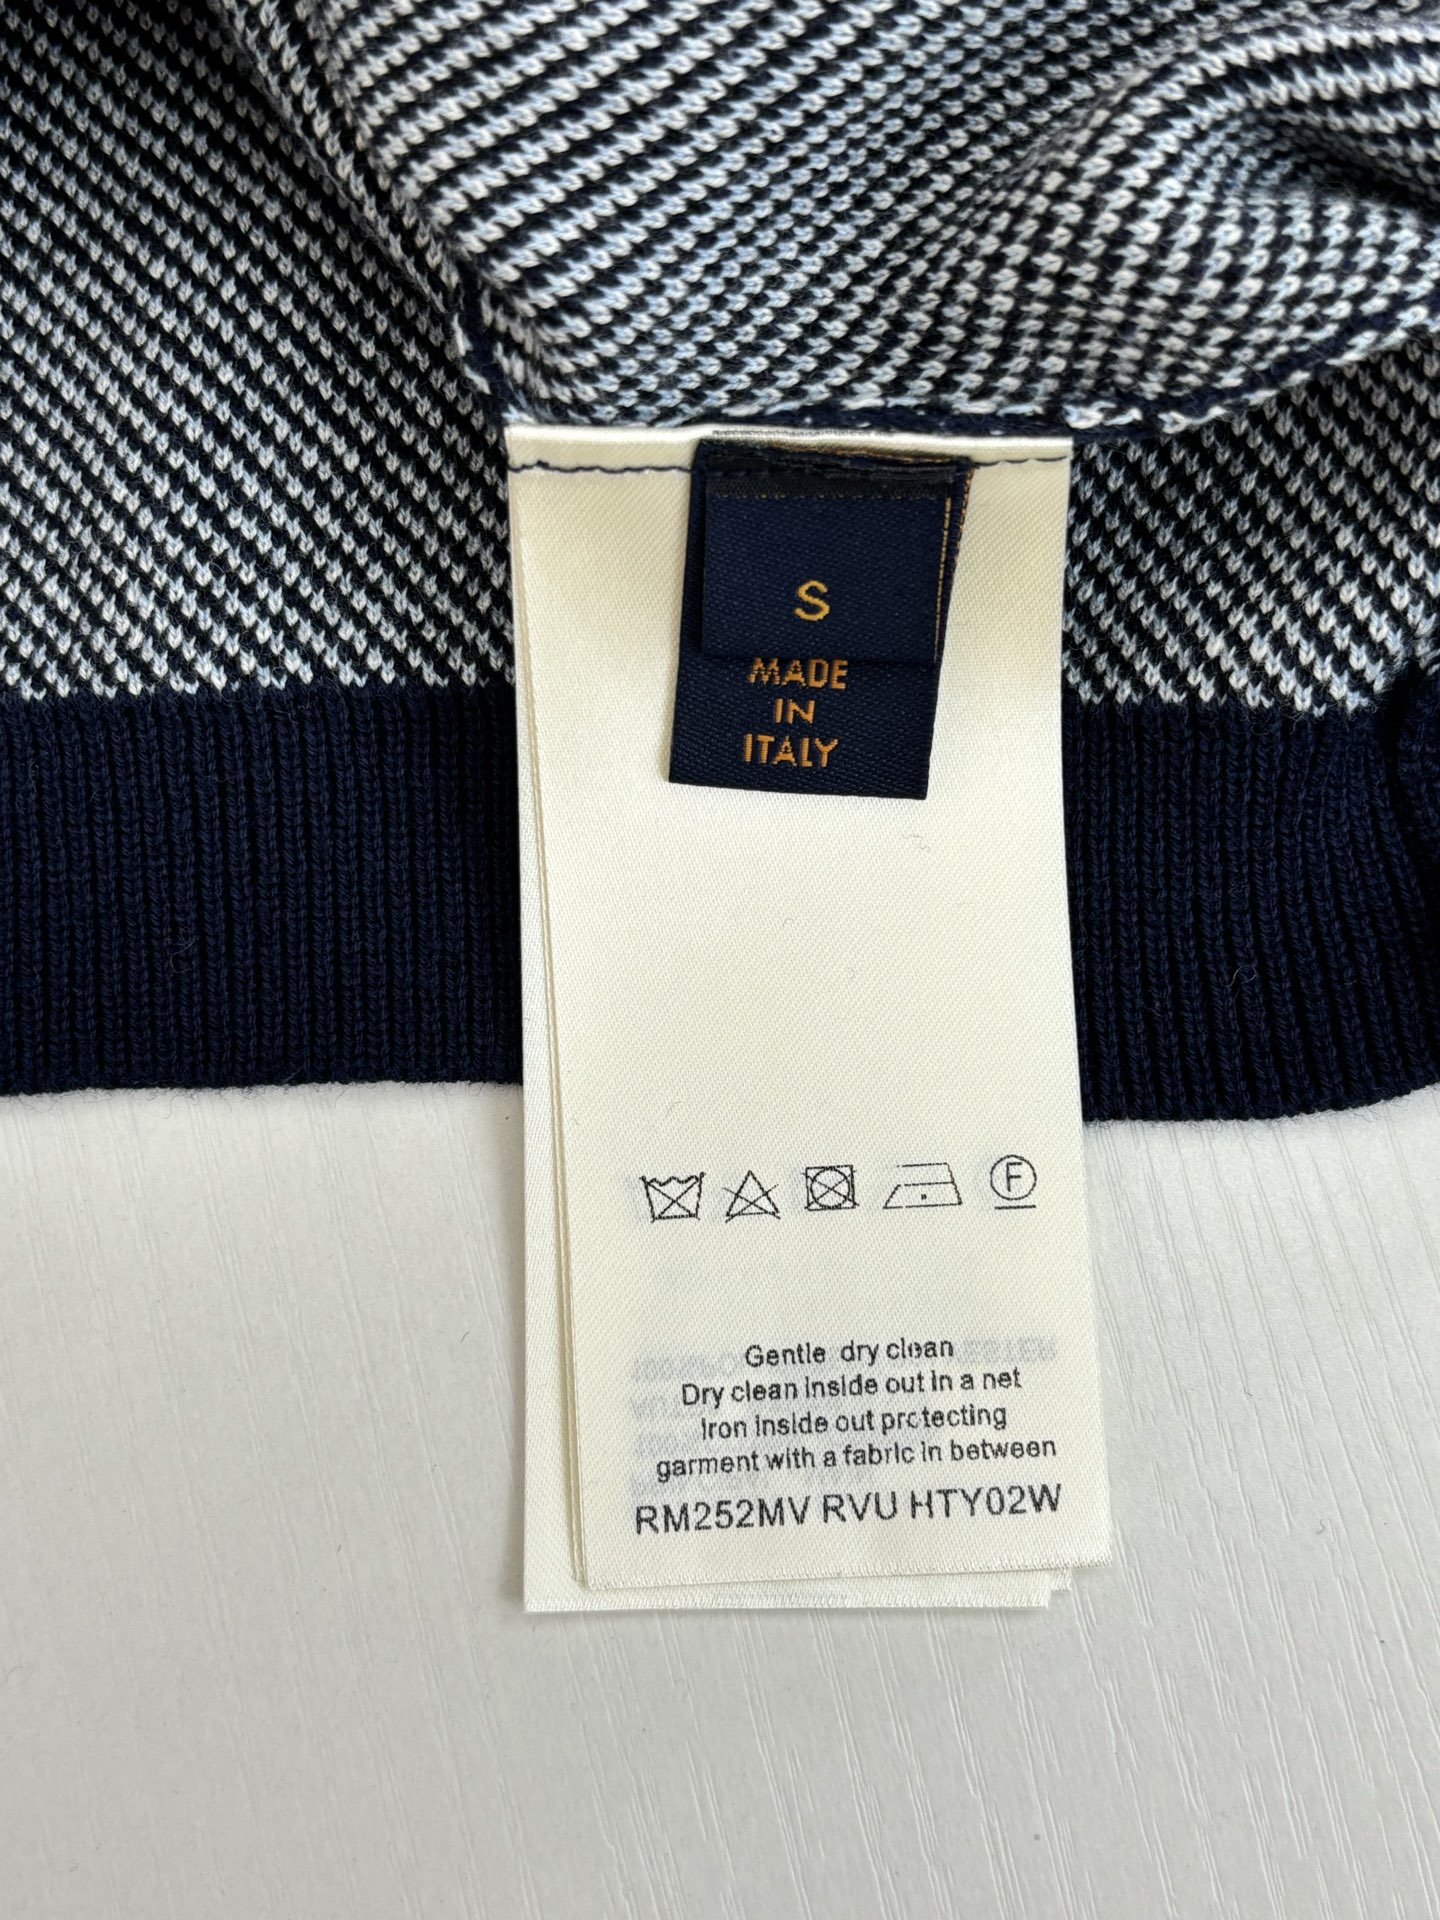 S
MADE
IN
ITALY
F
Gentle dry clean
Dry clean inside out in a net
Iron inside out protecting
garment with a fabric in between
RM252MV RVU HTY02W